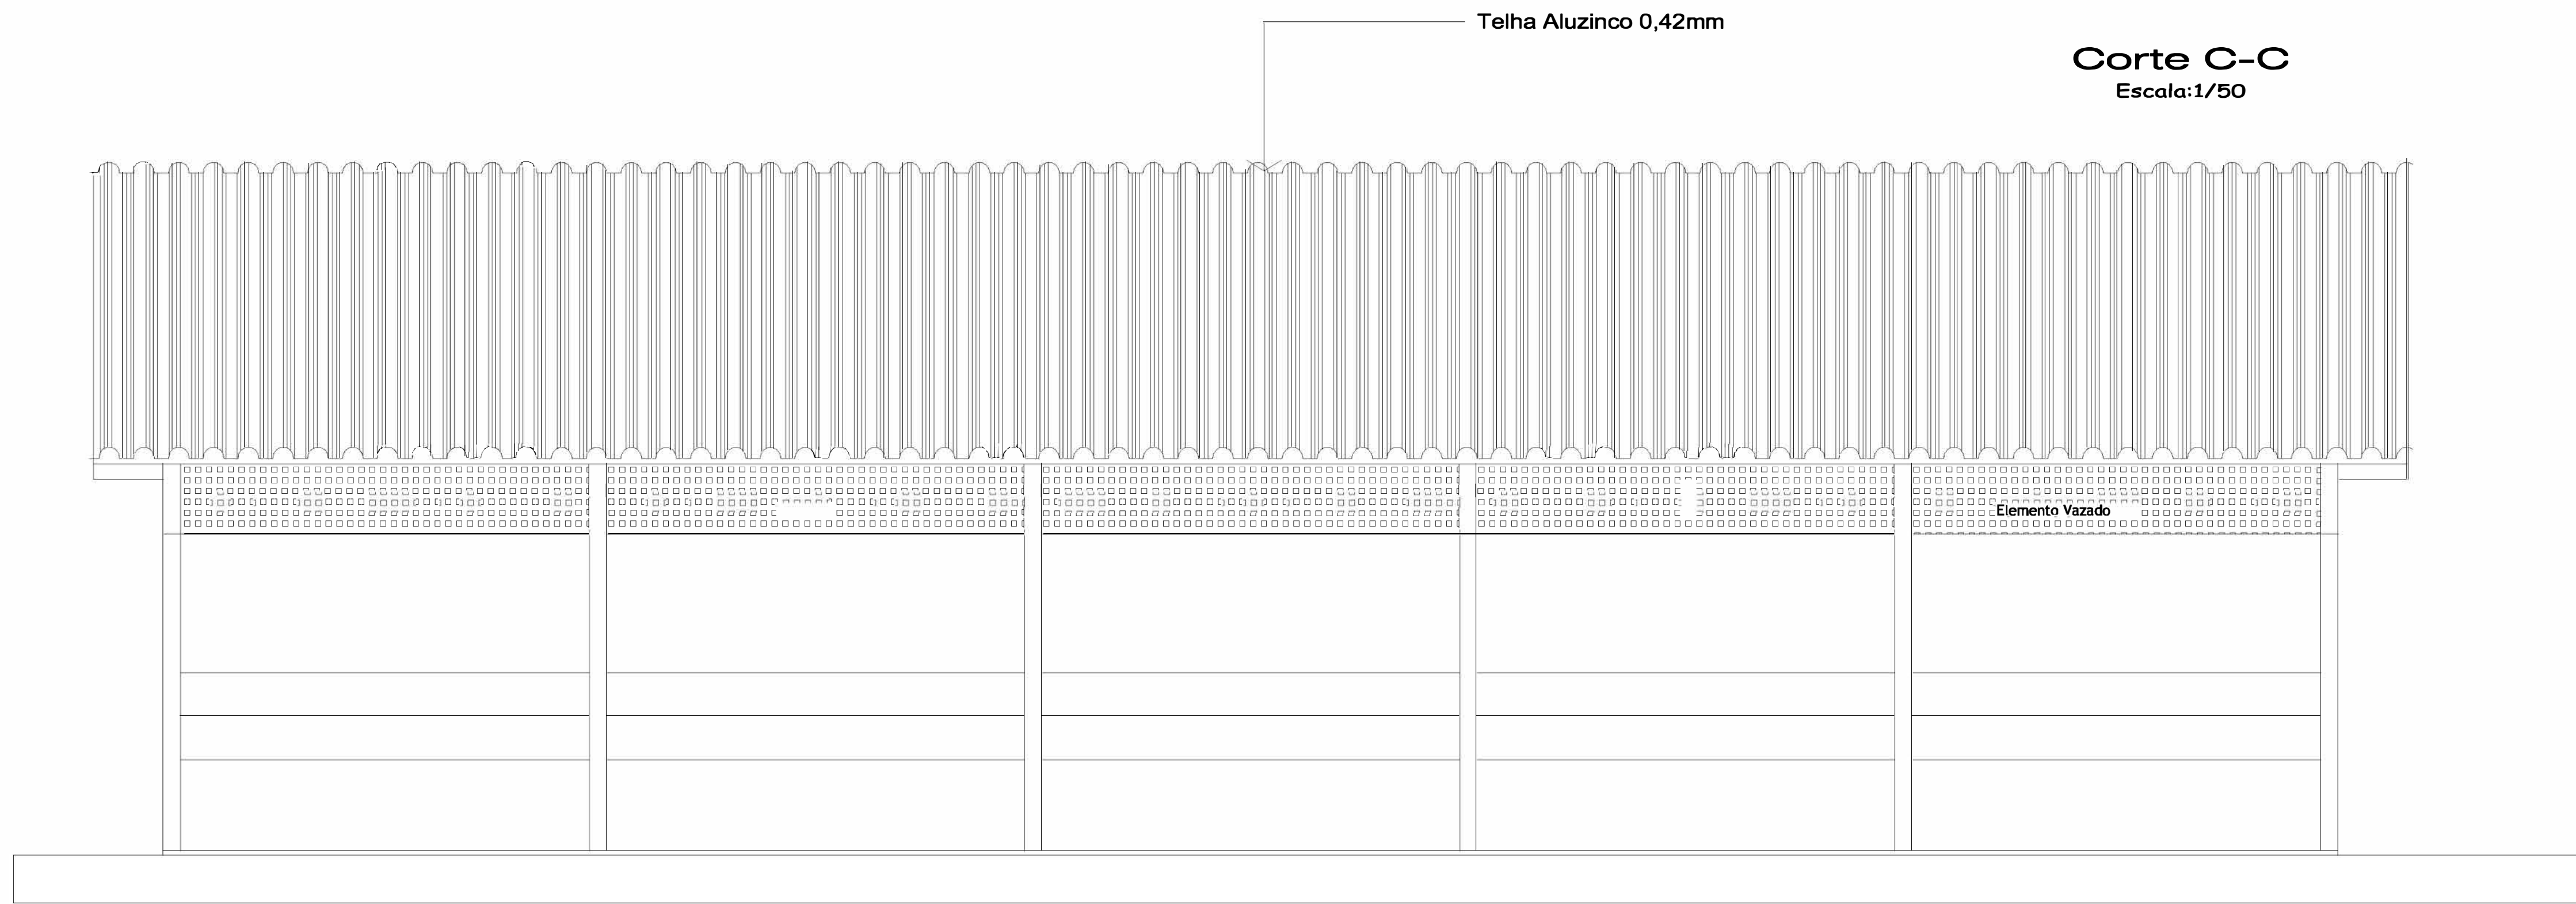 Telha Aluzinco 0,42mm
Corte C-C
Escala:1/50
Elemento Vazado